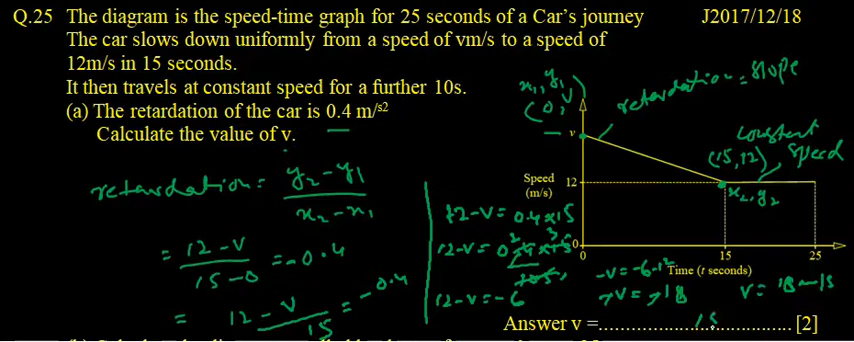 Q.25 The diagram is the speed-time graph for 25 seconds of a Car's journey J2017/12/18
The car slows down uniformly from a speed of vm/s to a speed of
12m/s in 15 seconds.
It then travels at constant speed for a further 10s.
(a) The retardation of the car is 0.4 m/s2
Calculate the value of v.
x1, y1
(0, v)
retardation = slope
constant
speed
(15,12)
x2, y2
v
Speed
(m/s)
12
0
0 15 25
Time (t seconds)
retardation = y2-y1
x2-x1
= 12-v = -0.4
15-0
= 12-v = -0.4
15
12-v = 0.4x15
12-v = -6
-v = -6-12
v = 18 m/s
Answer v =.......................................... [2]